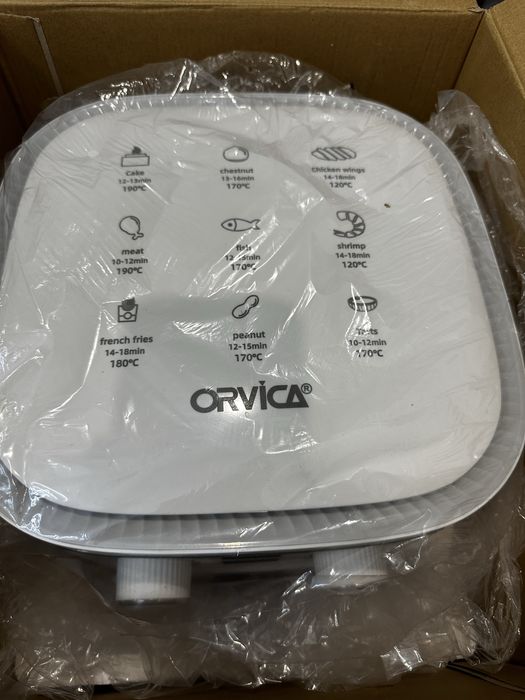 Cake
12-13min
190°C
chestnut
13-16min
170°C
Chicken wings
14-18min
120°C
meat
10-12min
190°C
fish
170°C
shrimp
14-18min
120°C
french fries
14-18min
180°C
peanut
12-15min
170°C
Tarts
10-12min
170°C
ORVICA®